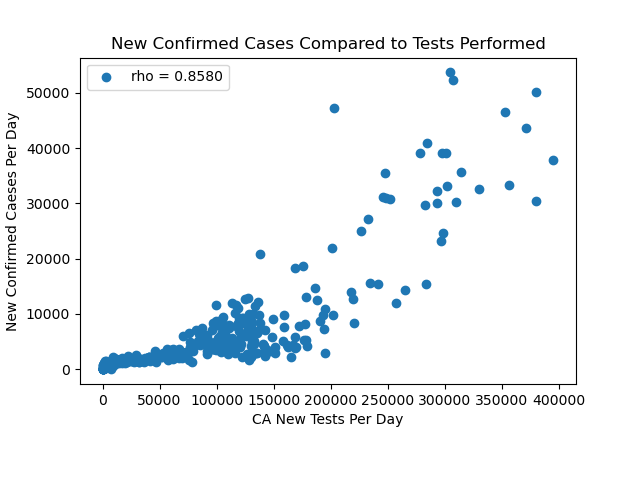 New Confirmed Cases Compared to Tests Performed
rho = 0.8580
New Confirmed Caeses Per Day
50000
40000
30000
20000
10000
0
0 50000 100000 150000 200000 250000 300000 350000 400000
CA New Tests Per Day